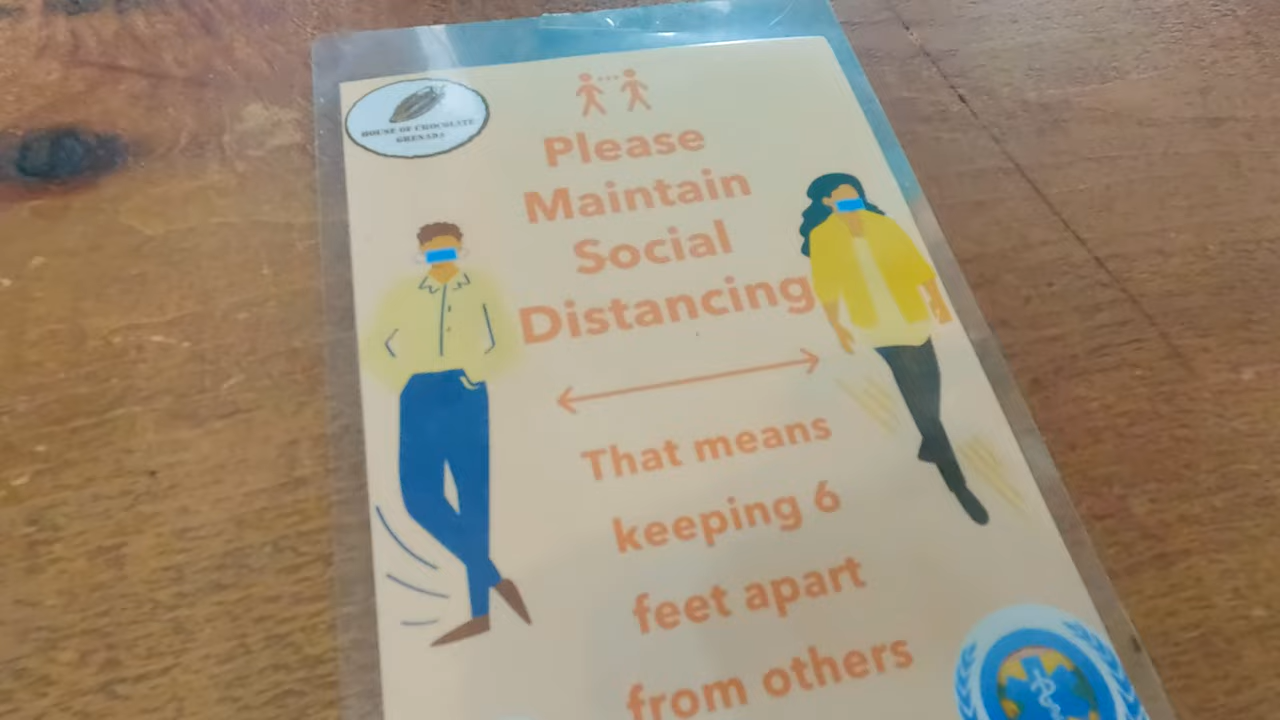 HOUSE OF CHOCOLATE
GRENADA
Please
Maintain
Social
Distancing
That means
keeping 6
feet apart
from others